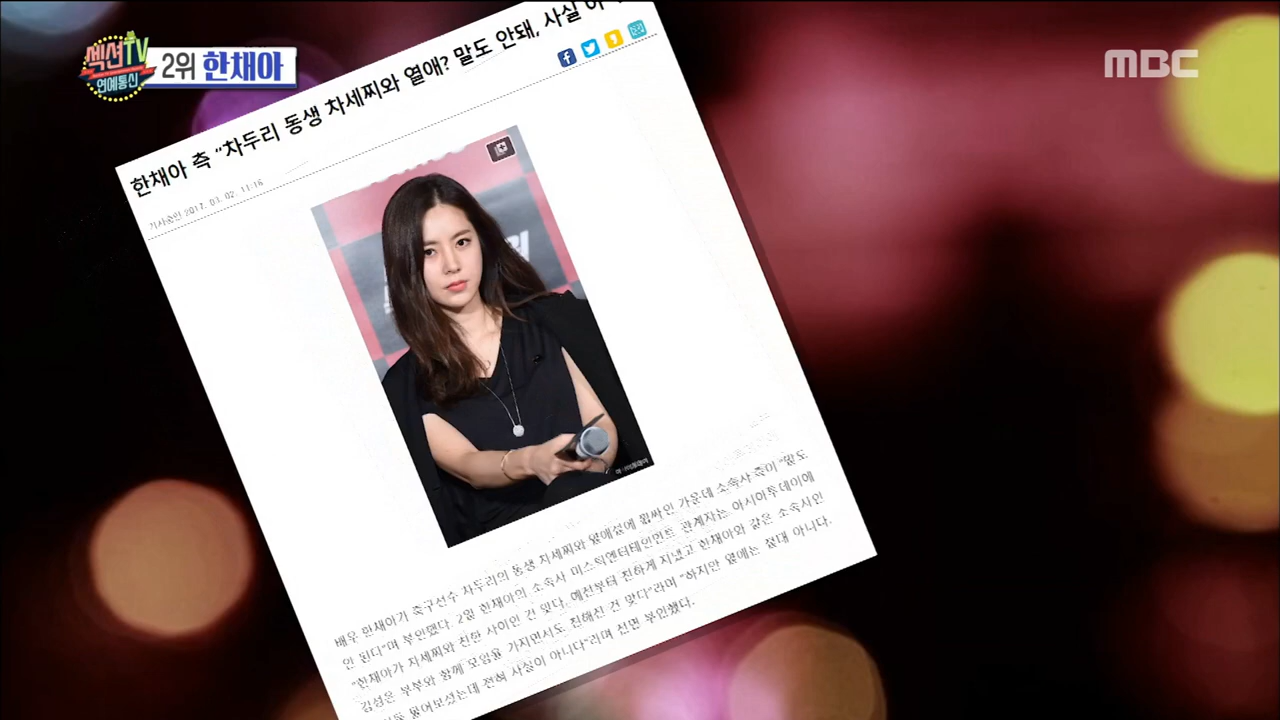 섹션TV
연예통신
2위 한채아
MBC
한채아 측 “차두리 동생 차세찌와 열애? 말도 안돼, 사실
기사승인 2017. 03. 02. 11:16
배우 한채아가 축구선수 차두리의 동생 차세찌와 열애설에 휩싸인 가운데 소속사 측이 “말도
안 된다”며 부인했다. 2일 한채아의 소속사 미스틱엔터테인먼트 관계자는 아시아투데이에
“한채아가 차세찌와 친한 사이인 건 맞다. 예전부터 친하게 지냈고 한채아와 같은 소속사인
김성은 부부와 함께 모임을 가지면서도 친해진 건 맞다”라며 “하지만 열애는 절대 아니다.
물어보셨는데 전혀 사실이 아니다”라며 전면 부인했다.